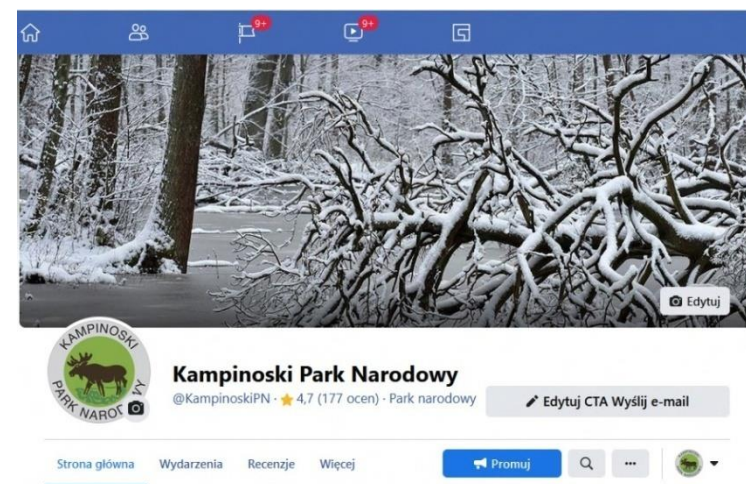 9+
9+
Edytuj
KAMPINOSKI
PARK NARODOWY
Kampinoski Park Narodowy
@KampinoskiPN · 4,7 (177 ocen) · Park narodowy
Edytuj CTA Wyślij e-mail
Strona główna Wydarzenia Recenzje Więcej
Promuj